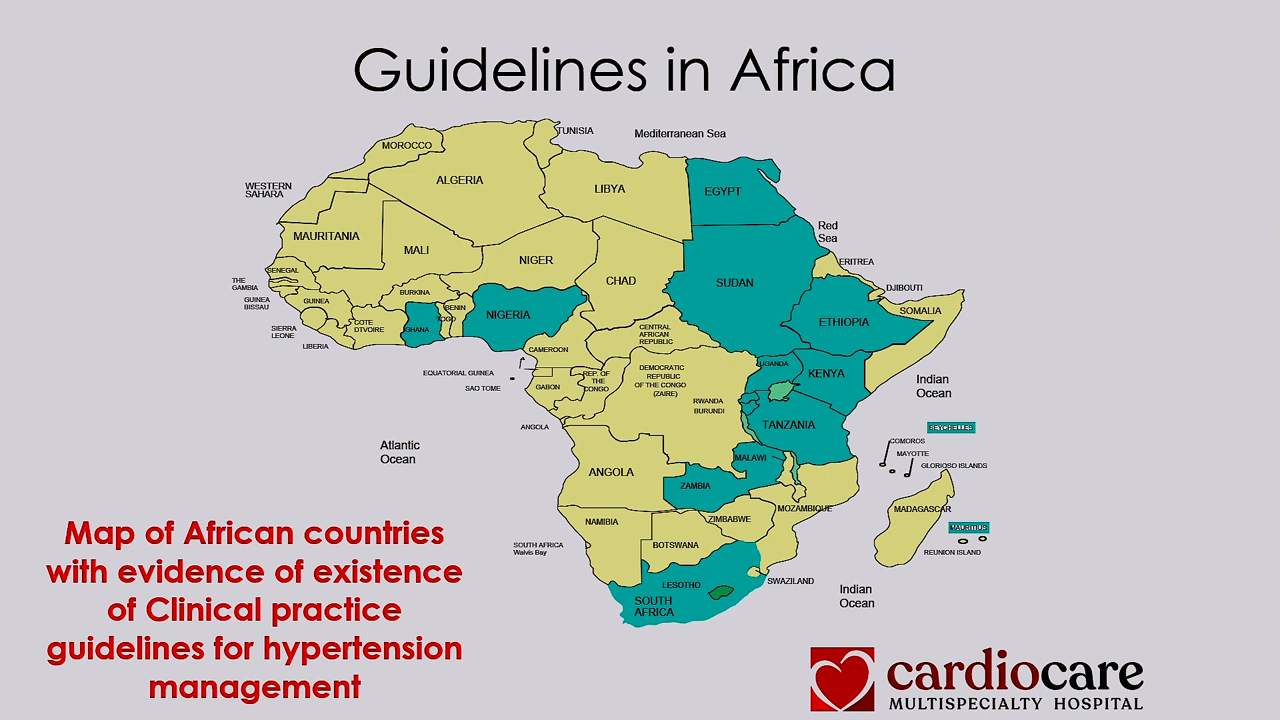 Guidelines in Africa
TUNISIA
Mediterranean Sea
MOROCCO
ALGERIA
LIBYA
EGYPT
WESTERN
SAHARA
MAURITANIA
MALI
NIGER
CHAD
SUDAN
Red
Sea
ERITREA
DJIBOUTI
SOMALIA
ETHIOPIA
SENEGAL
THE
GAMBIA
GUINEA
BISSAU
GUINEA
SIERRA
LEONE
LIBERIA
COTE
DTVOIRE
BURKINA
GHANA
TOGO
BENIN
NIGERIA
CAMEROON
CENTRAL
AFRICAN
REPUBLIC
EQUATORIAL GUINEA
SAO TOME
GABON
REP. OF
THE
CONGO
DEMOCRATIC
REPUBLIC
OF THE CONGO
(ZAIRE)
UGANDA
KENYA
RWANDA
BURUNDI
TANZANIA
Indian
Ocean
SEYCHELLES
COMOROS
MAYOTTE
GLORIOSO ISLANDS
ANGOLA
Atlantic
Ocean
ANGOLA
MALAWI
ZAMBIA
MOZAMBIQUE
MADAGASCAR
MAURITIUS
REUNION ISLAND
NAMIBIA
ZIMBABWE
BOTSWANA
SOUTH AFRICA
Walvis Bay
SWAZILAND
LESOTHO
SOUTH
AFRICA
Indian
Ocean
Map of African countries
with evidence of existence
of Clinical practice
guidelines for hypertension
management
cardiocare
MULTISPECIALTY HOSPITAL